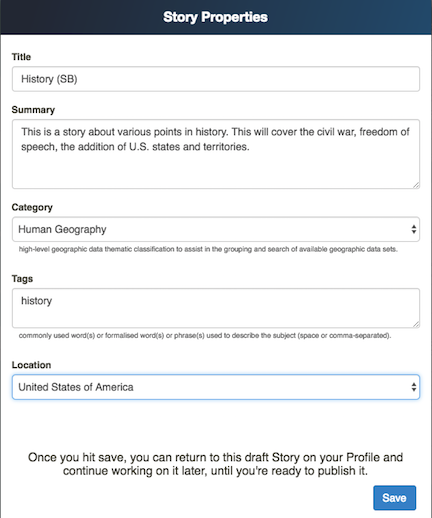 Story Properties
Title
History (SB)
Summary
This is a story about various points in history. This will cover the civil war, freedom of
speech, the addition of U.S. states and territories.
Category
Human Geography
high-level geographic data thematic classification to assist in the grouping and search of available geographic data sets.
Tags
history
commonly used word(s) or formalised word(s) or phrase(s) used to describe the subject (space or comma-separated).
Location
United States of America
Once you hit save, you can return to this draft Story on your Profile and
continue working on it later, until you're ready to publish it.
Save